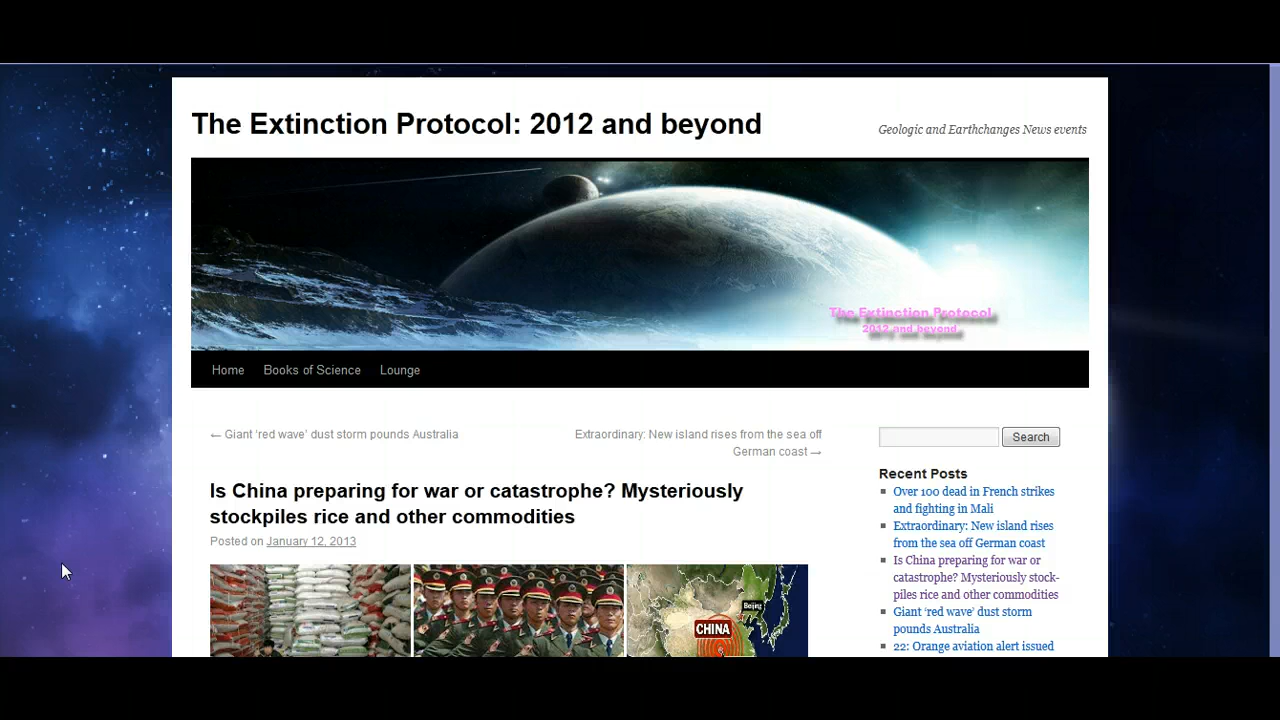 The Extinction Protocol: 2012 and beyond
Geologic and Earthchanges News events
The Extinction Protocol
2012 and beyond
Home Books of Science Lounge
← Giant ‘red wave’ dust storm pounds Australia
Extraordinary: New island rises from the sea off
German coast →
Search
Is China preparing for war or catastrophe? Mysteriously
stockpiles rice and other commodities
Posted on January 12, 2013
Beijing
CHINA
Recent Posts
Over 100 dead in French strikes
and fighting in Mali
Extraordinary: New island rises
from the sea off German coast
Is China preparing for war or
catastrophe? Mysteriously stock-
piles rice and other commodities
Giant ‘red wave’ dust storm
pounds Australia
22: Orange aviation alert issued